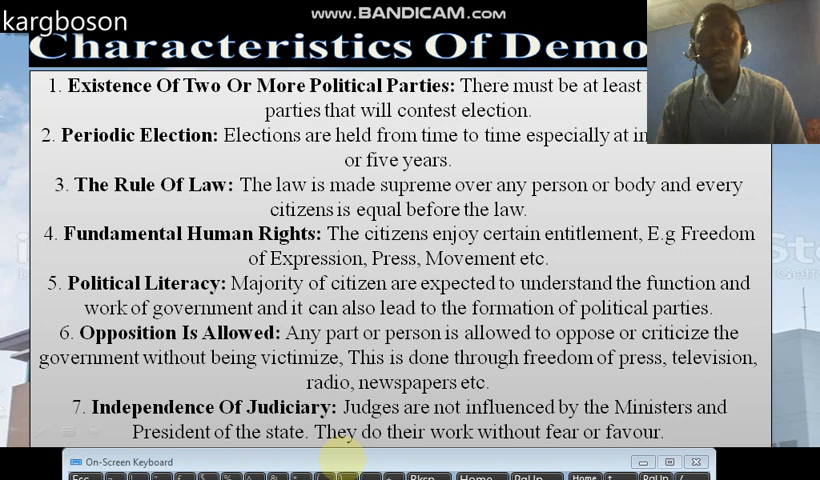 kargboson
WWW.BANDICAM.COM
Characteristics Of Demo
1. Existence Of Two Or More Political Parties: There must be at least
parties that will contest election.
2. Periodic Election: Elections are held from time to time especially at
or five years.
3. The Rule Of Law: The law is made supreme over any person or body and every
citizens is equal before the law.
4. Fundamental Human Rights: The citizens enjoy certain entitlement, E.g Freedom
of Expression, Press, Movement etc.
5. Political Literacy: Majority of citizen are expected to understand the function and
work of government and it can also lead to the formation of political parties.
6. Opposition Is Allowed: Any part or person is allowed to oppose or criticize the
government without being victimize, This is done through freedom of press, television,
radio, newspapers etc.
7. Independence Of Judiciary: Judges are not influenced by the Ministers and
President of the state. They do their work without fear or favour.
On-Screen Keyboard
Esc Bksp Home PgUp Home PgUp